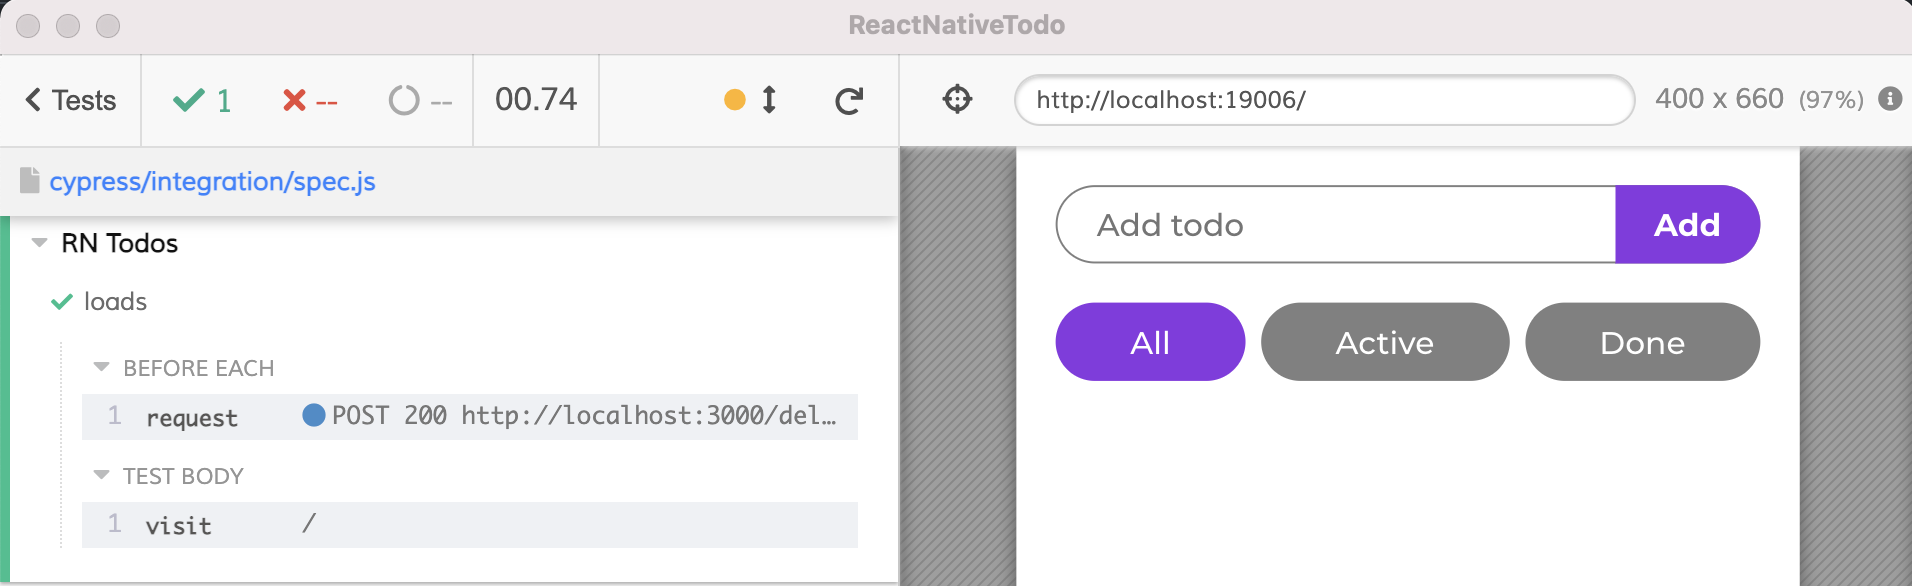 ReactNativeTodo
Tests 1 -- -- 00.74
http://localhost:19006/ 400 x 660 (97%)
cypress/integration/spec.js
RN Todos
loads
BEFORE EACH
1 request POST 200 http://localhost:3000/del…
TEST BODY
1 visit /
Add todo Add
All Active Done